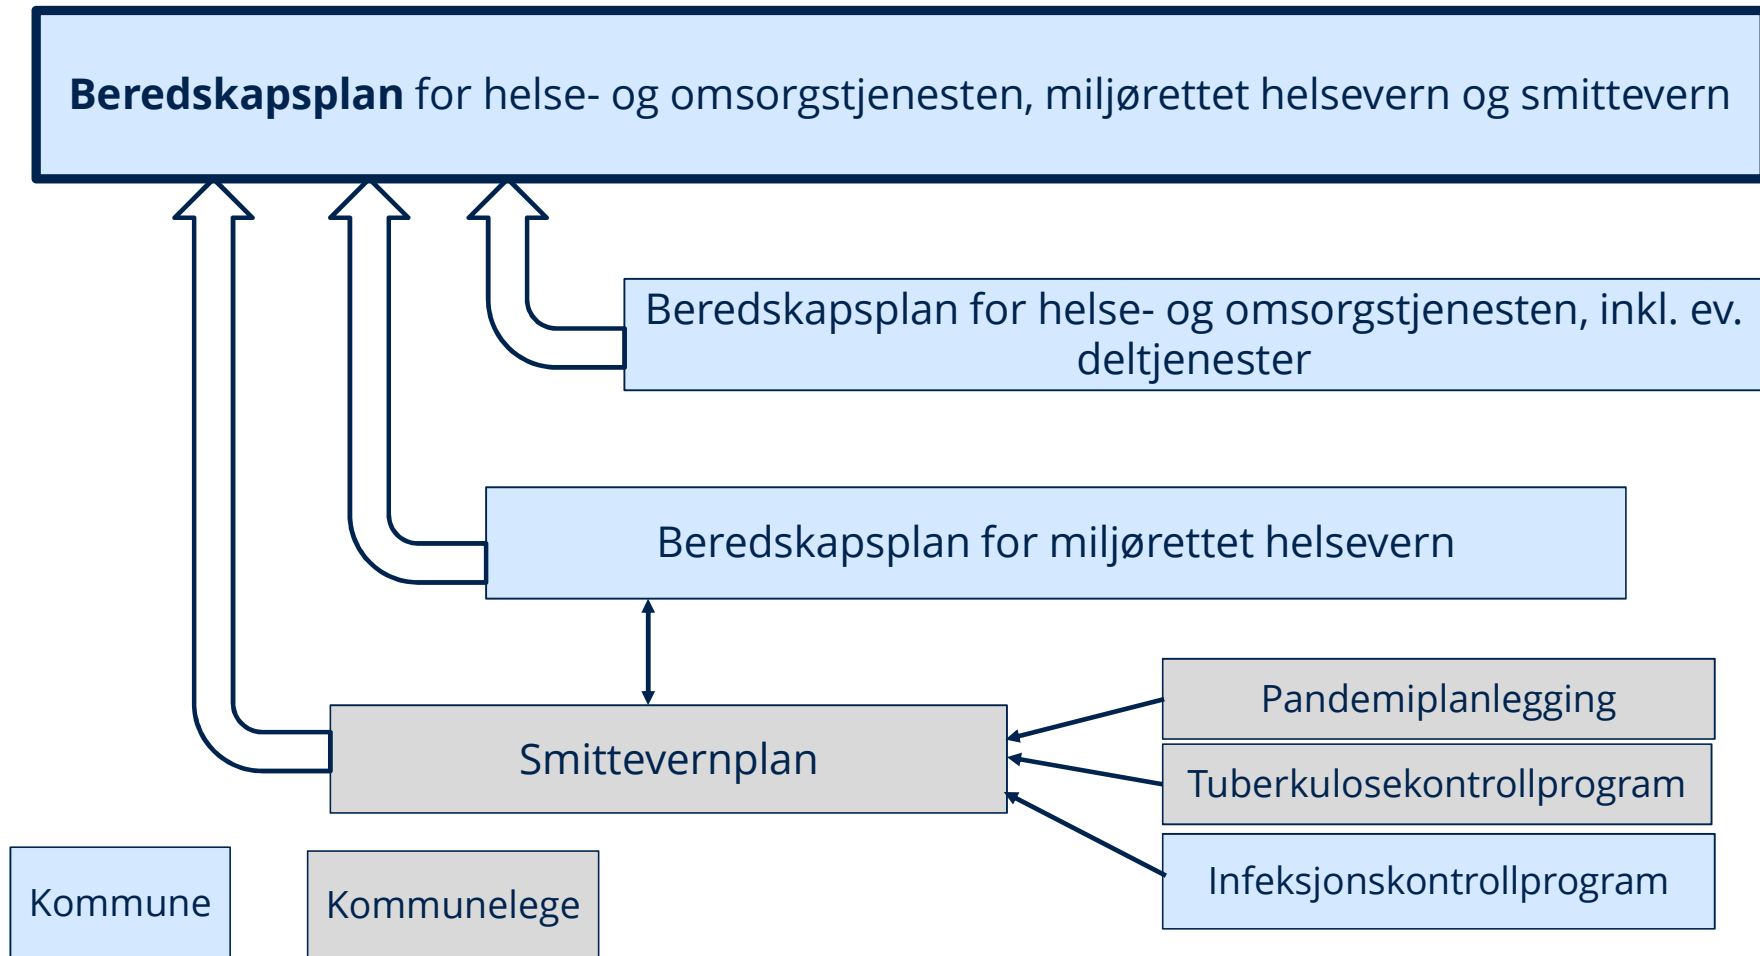 Beredskapsplan for helse- og omsorgstjenesten, miljørettet helsevern og smittevern
Beredskapsplan for helse- og omsorgstjenesten, inkl. ev.
deltjenester
Beredskapsplan for miljørettet helsevern
Smittevernplan
Pandemiplanlegging
Tuberkulosekontrollprogram
Infeksjonskontrollprogram
Kommune
Kommunelege